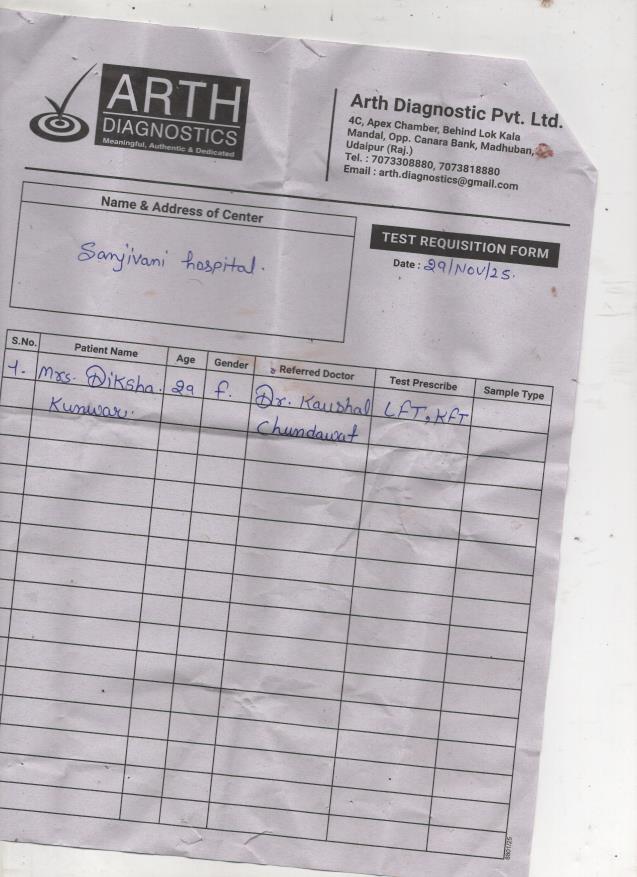 ARTH
DIAGNOSTICS
Meaningful, Authentic & Dedicated
Arth Diagnostic Pvt. Ltd.
4C, Apex Chamber, Behind Lok Kala
Mandal, Opp. Canara Bank, Madhuban,
Udaipur (Raj.)
Tel. : 7073308880, 7073818880
Email : arth.diagnostics@gmail.com
Name & Address of Center
Sanjivani hospital.
TEST REQUISITION FORM
Date : 29/Nov/25.
S.No. Patient Name Age Gender Referred Doctor Test Prescribe Sample Type
1. Mrs. Diksha. 29 f. Dr. Kaushal LFT, KFT
Kunwar. Chundawat
8801/25